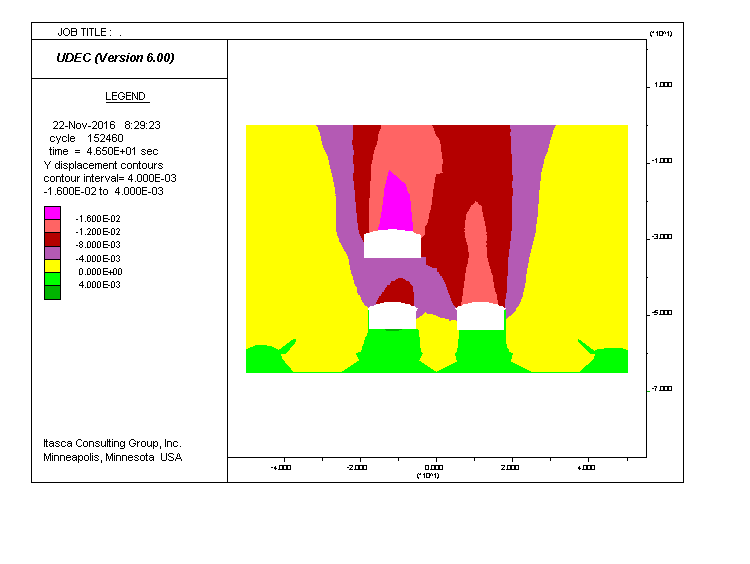 JOB TITLE : .
(*10^1)
UDEC (Version 6.00)
LEGEND
22-Nov-2016 8:29:23
cycle 152460
time = 4.650E+01 sec
Y displacement contours
contour interval= 4.000E-03
-1.600E-02 to 4.000E-03
-1.600E-02
-1.200E-02
-8.000E-03
-4.000E-03
0.000E+00
4.000E-03
1.000
-1.000
-3.000
-5.000
-7.000
Itasca Consulting Group, Inc.
Minneapolis, Minnesota USA
-4.000 -2.000 0.000 2.000 4.000
(*10^1)